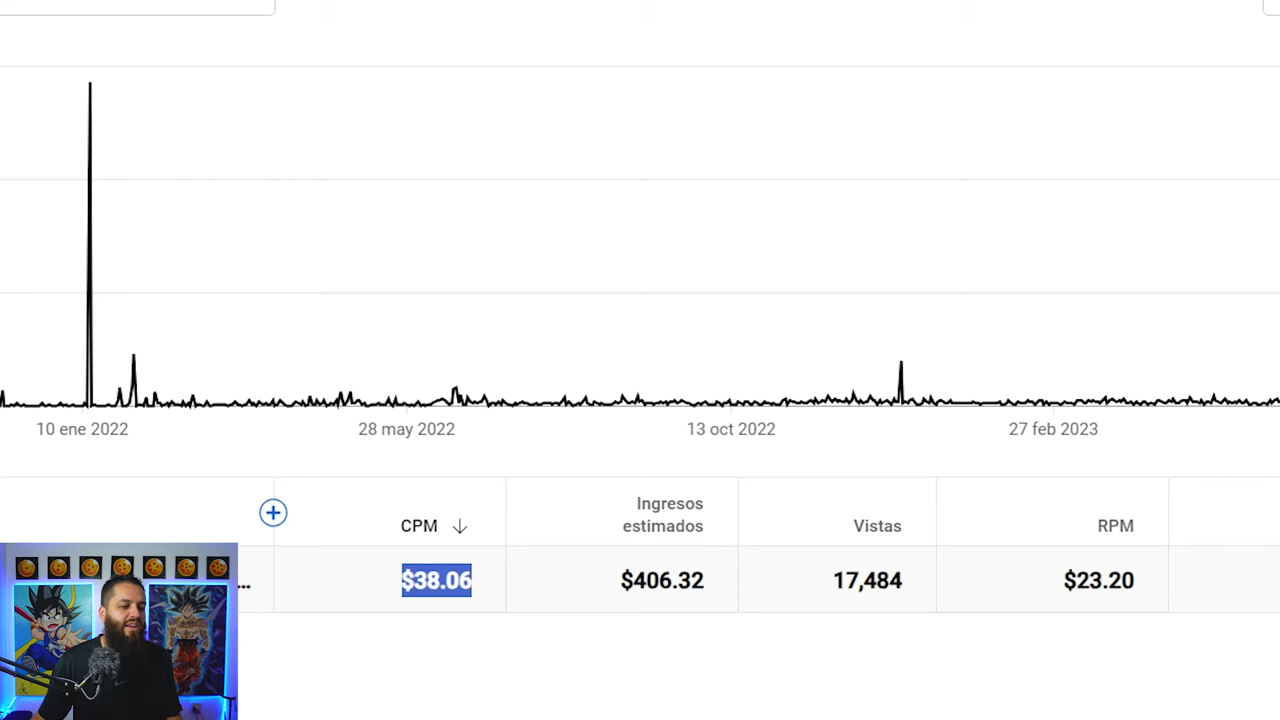 10 ene 2022
28 may 2022
13 oct 2022
27 feb 2023
CPM
Ingresos
estimados
Vistas
RPM
...
$38.06
$406.32
17,484
$23.20